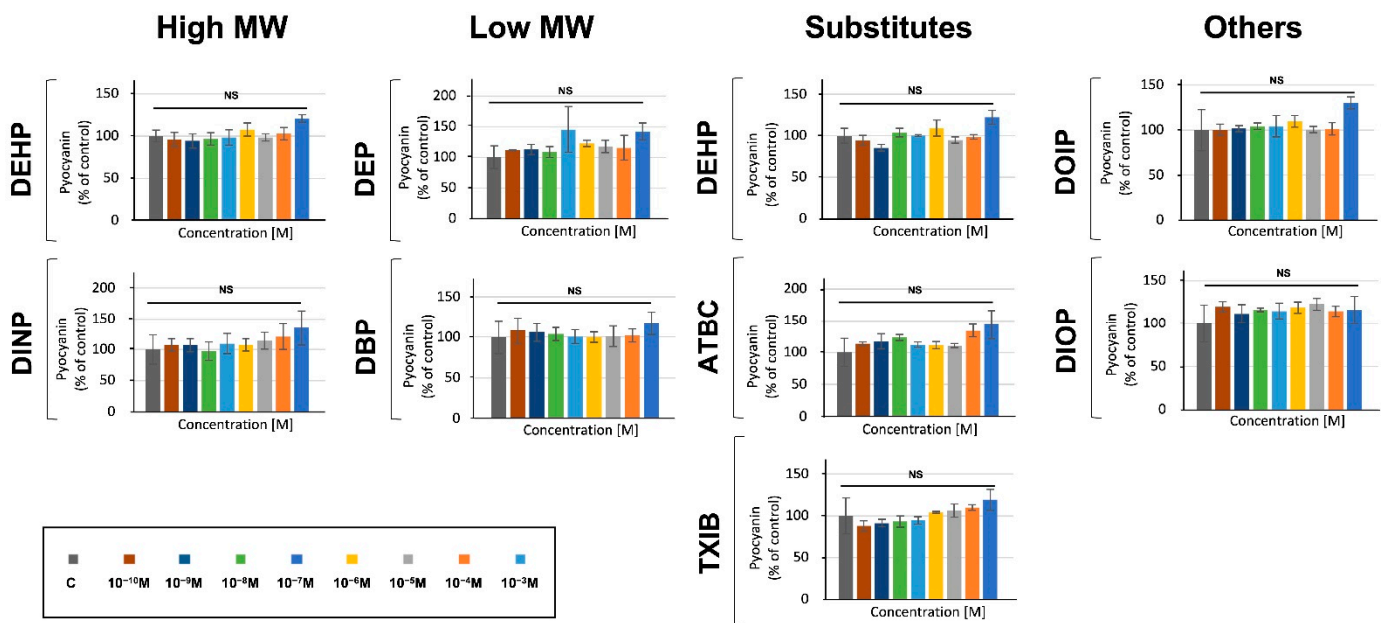 High MW
Low MW
Substitutes
Others
DEHP
Pyocyanin
(% of control)
150
100
50
0
NS
Concentration [M]
DEP
Pyocyanin
(% of control)
200
150
100
50
0
NS
Concentration [M]
DEHP
Pyocyanin
(% of control)
150
100
50
0
NS
Concentration [M]
DOIP
Pyocyanin
(% of control)
150
100
50
0
NS
Concentration [M]
DINP
Pyocyanin
(% of control)
200
150
100
50
0
NS
Concentration [M]
DBP
Pyocyanin
(% of control)
150
100
50
0
NS
Concentration [M]
ATBC
Pyocyanin
(% of control)
200
150
100
50
0
NS
Concentration [M]
DIOP
Pyocyanin
(% of control)
150
100
50
0
NS
Concentration [M]
TXIB
Pyocyanin
(% of control)
150
100
50
0
NS
Concentration [M]
C 10⁻¹⁰M 10⁻⁹M 10⁻⁸M 10⁻⁷M 10⁻⁶M 10⁻⁵M 10⁻⁴M 10⁻³M